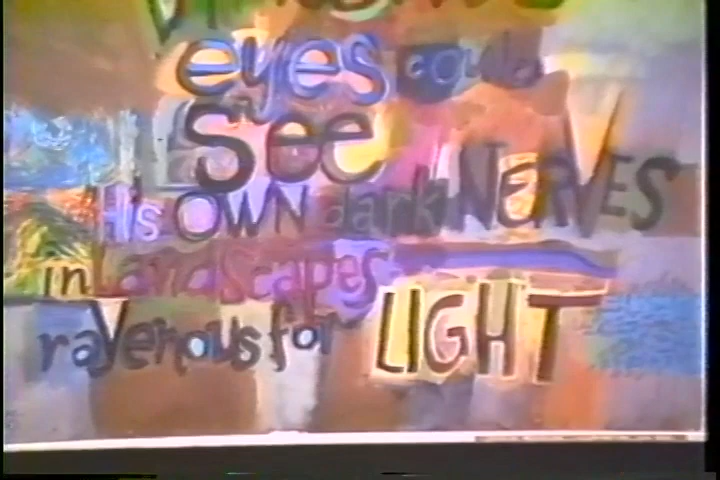 eyes could
See
His OWN dark NERVES
in Landscapes
raVenous for LIGHT